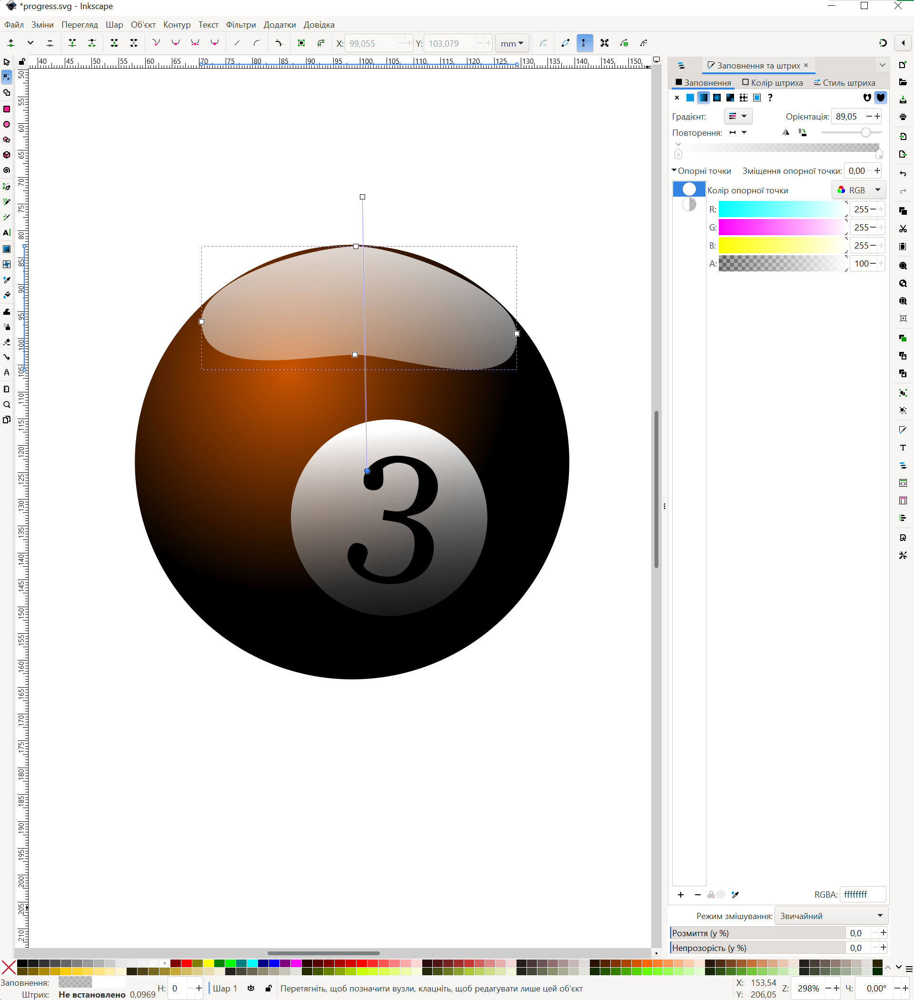 *progress.svg - Inkscape
Файл Зміни Перегляд Шар Об'єкт Контур Текст Фільтри Додатки Довідка
X: 99,055 Y: 103,079 mm
40 45 50 55 60 65 70 75 80 85 90 95 100 105 110 115 120 125 130 135 140 145 150
Заповнення та штрих
Заповнення Колір штриха Стиль штриха
?
Градієнт: Орієнтація: 89,05
Повторення:
Опорні точки Зміщення опорної точки: 0,00
Колір опорної точки RGB
R: 255
G: 255
B: 255
A: 100
50
55
60
65
70
75
80
85
90
95
100
105
110
115
120
125
130
135
140
145
150
155
160
165
170
175
180
185
190
195
200
205
210
3
RGBA: ffffffff
Режим змішування: Звичайний
Розмиття (у %) 0,0
Непрозорість (у %) 0,0
Заповнення:
Штрих: Не встановлено 0,0969
Н: 0
Шар 1
Перетягніть, щоб позначити вузли, клацніть, щоб редагувати лише цей об'єкт
X: 153,54
Y: 206,05
Z: 298%
Ч: 0,00°